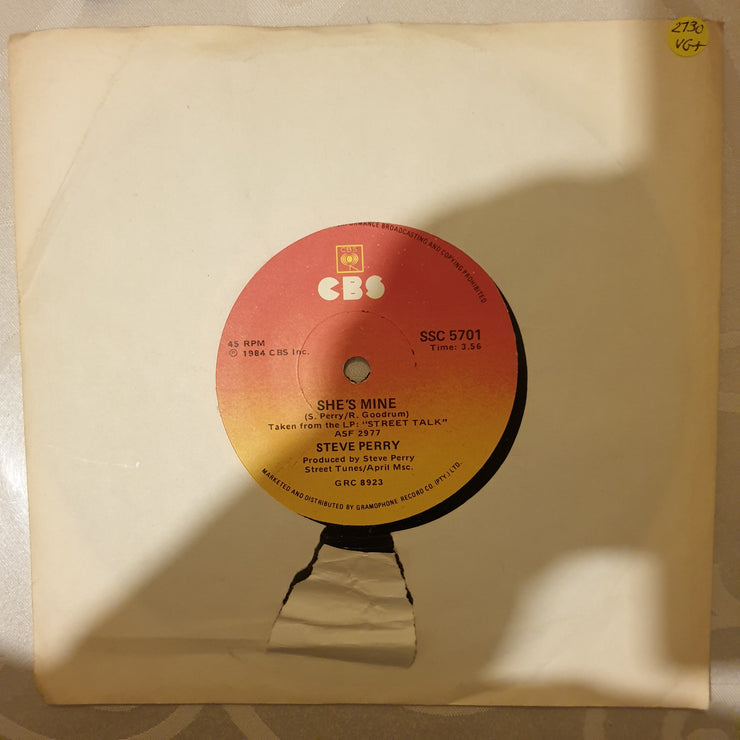 2730
VG+
ORMANCE BROADCASTING AND COPYING PROHIBITED
CBS
CBS
45 RPM
℗ 1984 CBS Inc.
SSC 5701
Time: 3.56
SHE'S MINE
(S. Perry/R. Goodrum)
Taken from the LP: "STREET TALK"
ASF 2977
STEVE PERRY
Produced by Steve Perry
Street Tunes/April Msc.
GRC 8923
MARKETED AND DISTRIBUTED BY GRAMOPHONE RECORD CO. (PTY.) LTD.